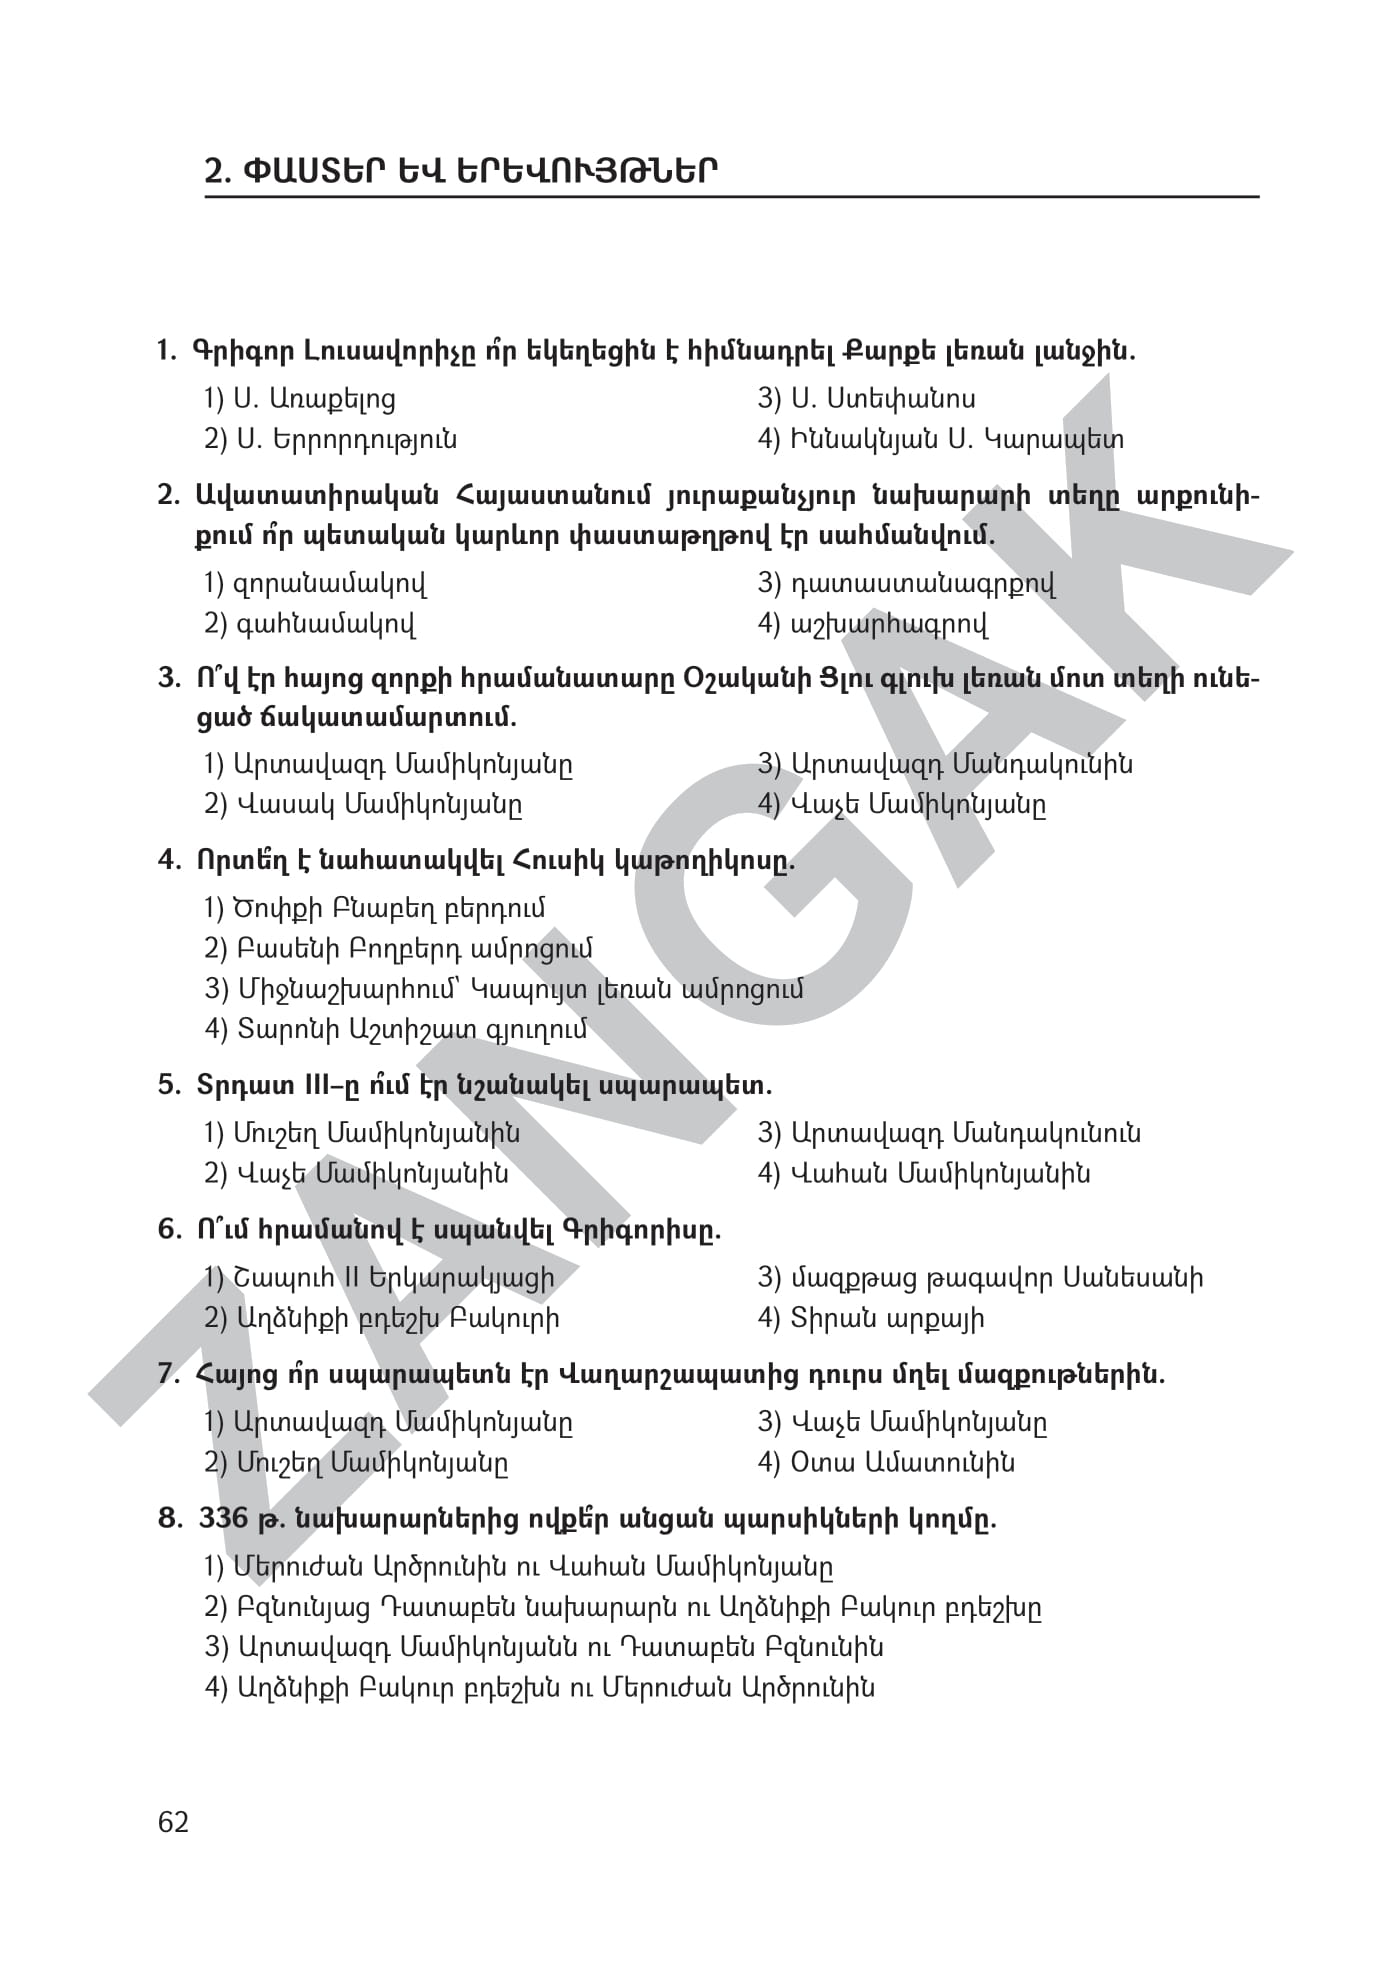 2. ՓԱՍՏԵՐ ԵՎ ԵՐԵՎՈՒՅԹՆԵՐ
1. Գրիգոր Լուսավորիչը ո՞ր եկեղեցին է հիմնադրել Քարքե լեռան լանջին.
1) Ս. Առաքելոց
3) Ս. Ստեփանոս
2) Ս. Երրորդություն
4) Իննակնյան Ս. Կարապետ
2. Ավատատիրական Հայաստանում յուրաքանչյուր նախարարի տեղը արքունի-
քում ո՞ր պետական կարևոր փաստաթղթով էր սահմանվում.
1) զորանամակով
3) դատաստանագրքով
2) գահնամակով
4) աշխարհագրով
3. Ո՞վ էր հայոց զորքի հրամանատարը Օշականի Ցլու գլուխ լեռան մոտ տեղի ունե-
ցած ճակատամարտում.
1) Արտավազդ Մամիկոնյանը
3) Արտավազդ Մանդակունին
2) Վասակ Մամիկոնյանը
4) Վաչե Մամիկոնյանը
4. Որտե՞ղ է նահատակվել Հուսիկ կաթողիկոսը.
1) Ծոփքի Բնաբեղ բերդում
2) Բասենի Բողբերդ ամրոցում
3) Միջնաշխարհում՝ Կապույտ լեռան ամրոցում
4) Տարոնի Աշտիշատ գյուղում
5. Տրդատ III–ը ո՞ւմ էր նշանակել սպարապետ.
1) Մուշեղ Մամիկոնյանին
3) Արտավազդ Մանդակունուն
2) Վաչե Մամիկոնյանին
4) Վահան Մամիկոնյանին
6. Ո՞ւմ հրամանով է սպանվել Գրիգորիսը.
1) Շապուհ II Երկարակյացի
3) մազքթաց թագավոր Սանեսանի
2) Աղձնիքի բդեշխ Բակուրի
4) Տիրան արքայի
7. Հայոց ո՞ր սպարապետն էր Վաղարշապատից դուրս մղել մազքութներին.
1) Արտավազդ Մամիկոնյանը
3) Վաչե Մամիկոնյանը
2) Մուշեղ Մամիկոնյանը
4) Օտա Ամատունին
8. 336 թ. նախարարներից ովքե՞ր անցան պարսիկների կողմը.
1) Մերուժան Արծրունին ու Վահան Մամիկոնյանը
2) Բզնունյաց Դատաբեն նախարարն ու Աղձնիքի Բակուր բդեշխը
3) Արտավազդ Մամիկոնյանն ու Դատաբեն Բզնունին
4) Աղձնիքի Բակուր բդեշխն ու Մերուժան Արծրունին
62
ZANGAK